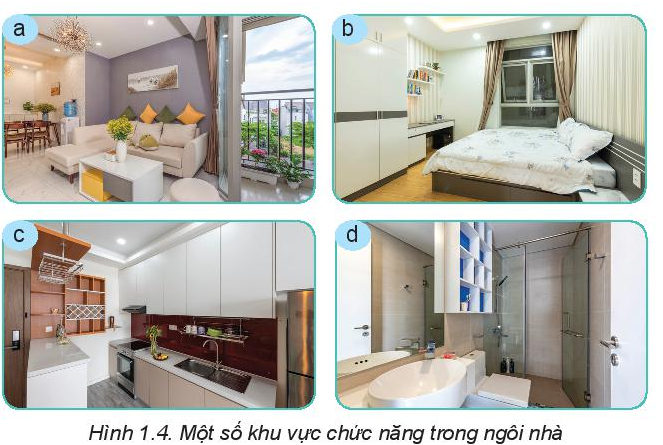 a
b
c
d
Hình 1.4. Một số khu vực chức năng trong ngôi nhà